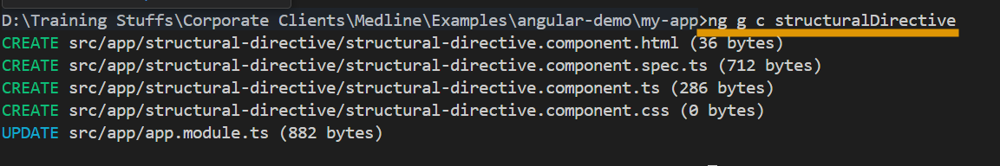 D:\Training Stuffs\Corporate Clients\Medline\Examples\angular-demo\my-app>ng g c structuralDirective
CREATE src/app/structural-directive/structural-directive.component.html (36 bytes)
CREATE src/app/structural-directive/structural-directive.component.spec.ts (712 bytes)
CREATE src/app/structural-directive/structural-directive.component.ts (286 bytes)
CREATE src/app/structural-directive/structural-directive.component.css (0 bytes)
UPDATE src/app/app.module.ts (882 bytes)